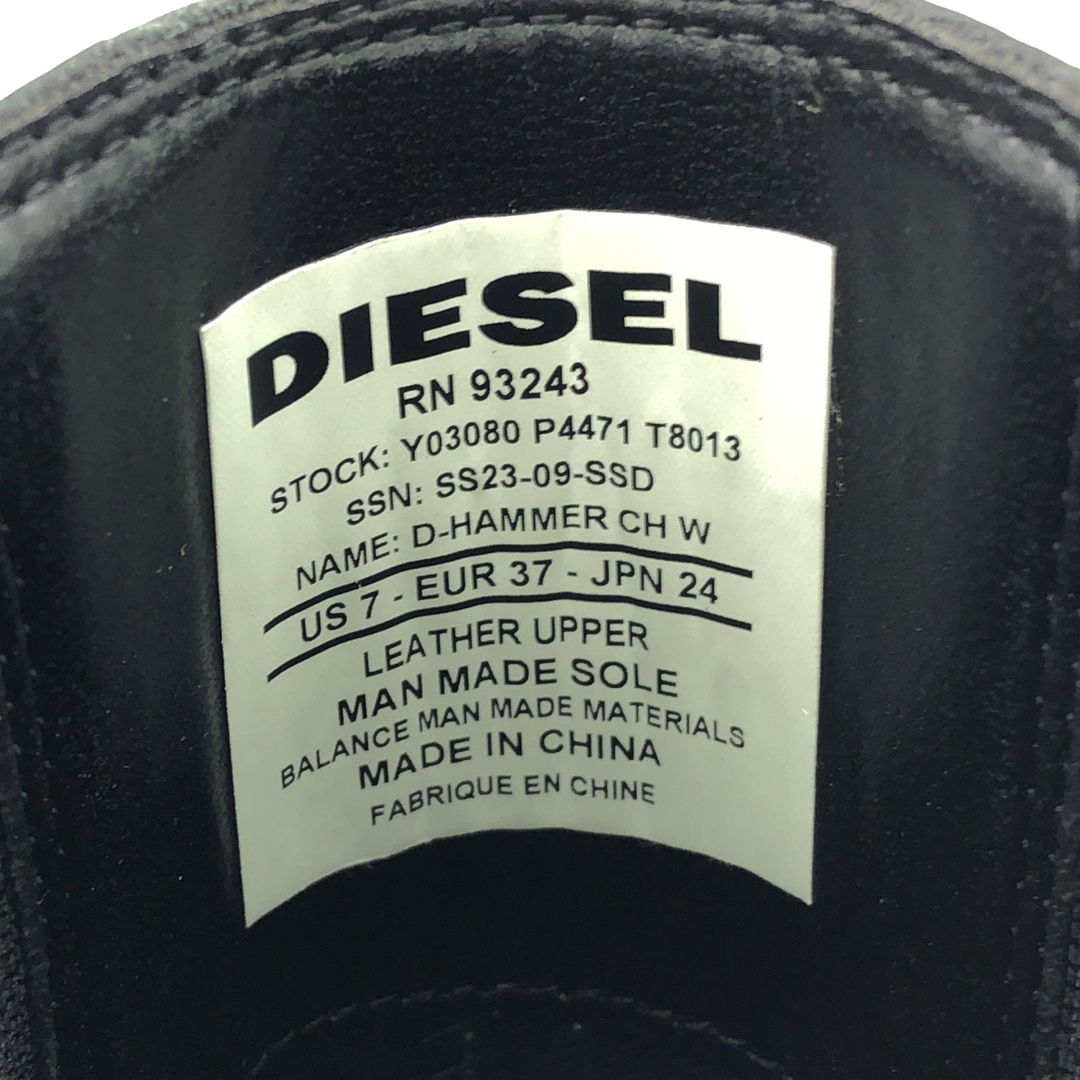 DIESEL
RN 93243
STOCK: Y03080 P4471 T8013
SSN: SS23-09-SSD
NAME: D-HAMMER CH W
US 7 - EUR 37 - JPN 24
LEATHER UPPER
MAN MADE SOLE
BALANCE MAN MADE MATERIALS
MADE IN CHINA
FABRIQUE EN CHINE